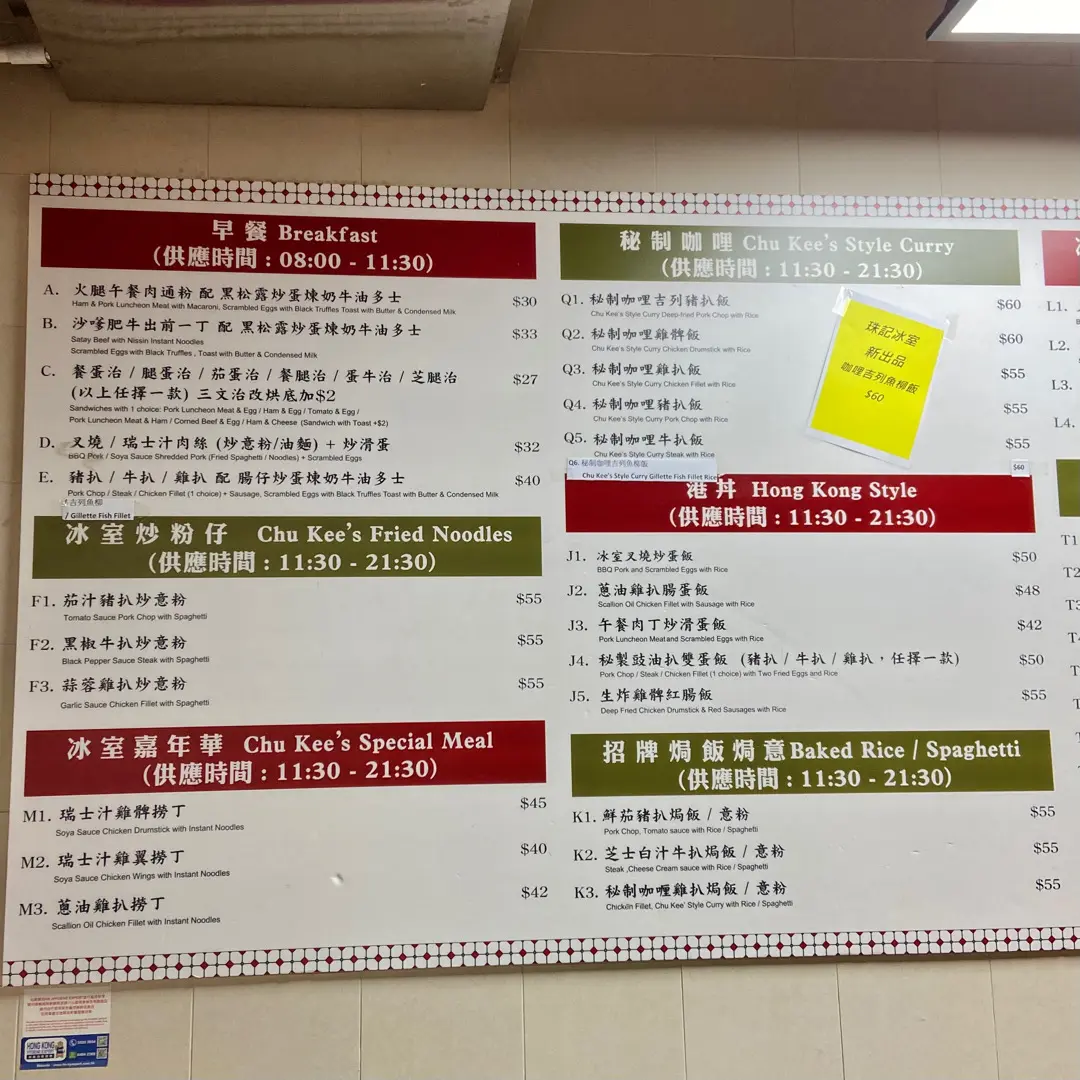 早餐 Breakfast
(供應時間 : 08:00 - 11:30)
A. 火腿午餐肉通粉 配 黑松露炒蛋煉奶牛油多士 $30
Ham & Pork Luncheon Meat with Macaroni, Scrambled Eggs with Black Truffles Toast with Butter & Condensed Milk
B. 沙嗲肥牛出前一丁 配 黑松露炒蛋煉奶牛油多士 $33
Satay Beef with Nissin Instant Noodles
Scrambled Eggs with Black Truffles , Toast with Butter & Condensed Milk
C. 餐蛋治 / 腿蛋治 / 茄蛋治 / 餐腿治 / 蛋牛治 / 芝腿治 $27
(以上任擇一款) 三文治改烘底加$2
Sandwiches with 1 choice: Pork Luncheon Meat & Egg / Ham & Egg / Tomato & Egg /
Pork Luncheon Meat & Ham / Corned Beef & Egg / Ham & Cheese (Sandwich with Toast +$2)
D. 叉燒 / 瑞士汁肉絲 (炒意粉/油麵) + 炒滑蛋 $32
BBQ Pork / Soya Sauce Shredded Pork (Fried Spaghetti / Noodles) + Scrambled Eggs
E. 豬扒 / 牛扒 / 雞扒 配 腸仔炒蛋煉奶牛油多士 $40
Pork Chop / Steak / Chicken Fillet (1 choice) + Sausage, Scrambled Eggs with Black Truffles Toast with Butter & Condensed Milk
吉列魚柳
/ Gillette Fish Fillet
冰室炒粉仔 Chu Kee's Fried Noodles
(供應時間 : 11:30 - 21:30)
F1. 茄汁豬扒炒意粉 $55
Tomato Sauce Pork Chop with Spaghetti
F2. 黑椒牛扒炒意粉 $55
Black Pepper Sauce Steak with Spaghetti
F3. 蒜蓉雞扒炒意粉 $55
Garlic Sauce Chicken Fillet with Spaghetti
冰室嘉年華 Chu Kee's Special Meal
(供應時間 : 11:30 - 21:30)
M1. 瑞士汁雞髀撈丁 $45
Soya Sauce Chicken Drumstick with Instant Noodles
M2. 瑞士汁雞翼撈丁 $40
Soya Sauce Chicken Wings with Instant Noodles
M3. 蔥油雞扒撈丁 $42
Scallion Oil Chicken Fillet with Instant Noodles
秘制咖哩 Chu Kee's Style Curry
(供應時間 : 11:30 - 21:30)
Q1. 秘制咖哩吉列豬扒飯 $60
Chu Kee's Style Curry Deep-fried Pork Chop with Rice
Q2. 秘制咖哩雞髀飯 $60
Chu Kee's Style Curry Chicken Drumstick with Rice
Q3. 秘制咖哩雞扒飯 $55
Chu Kee's Style Curry Chicken Fillet with Rice
Q4. 秘制咖哩豬扒飯 $55
Chu Kee's Style Curry Pork Chop with Rice
Q5. 秘制咖哩牛扒飯 $55
Chu Kee's Style Curry Steak with Rice
Q6. 秘制咖哩吉列魚柳飯 $60
Chu Kee's Style Curry Gillette Fish Fillet Rice
珠記冰室
新出品
咖哩吉列魚柳飯
$60
港丼 Hong Kong Style
(供應時間 : 11:30 - 21:30)
J1. 冰室叉燒炒蛋飯 $50
BBQ Pork and Scrambled Eggs with Rice
J2. 蔥油雞扒腸蛋飯 $48
Scallion Oil Chicken Fillet with Sausage with Rice
J3. 午餐肉丁炒滑蛋飯 $42
Pork Luncheon Meat and Scrambled Eggs with Rice
J4. 秘製豉油扒雙蛋飯 (豬扒 / 牛扒 / 雞扒，任擇一款) $50
Pork Chop / Steak / Chicken Fillet (1 choice) with Two Fried Eggs and Rice
J5. 生炸雞髀紅腸飯 $55
Deep Fried Chicken Drumstick & Red Sausages with Rice
招牌焗飯焗意Baked Rice / Spaghetti
(供應時間 : 11:30 - 21:30)
K1. 鮮茄豬扒焗飯 / 意粉 $55
Pork Chop, Tomato sauce with Rice / Spaghetti
K2. 芝士白汁牛扒焗飯 / 意粉 $55
Steak ,Cheese Cream sauce with Rice / Spaghetti
K3. 秘制咖喱雞扒焗飯 / 意粉 $55
Chickiln Fillet, Chu Kee' Style Curry with Rice / Spaghetti
L1.
L2.
L3.
L4.
T1
T2
T3
HONG KONG